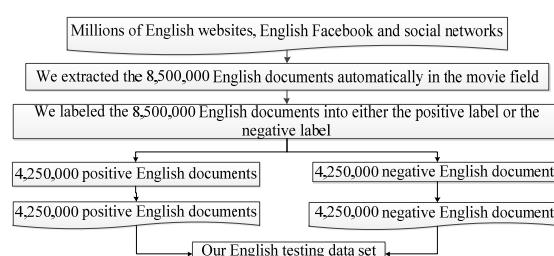 Millions of English websites, English Facebook and social networks
We extracted the 8,500,000 English documents automatically in the movie field
We labeled the 8,500,000 English documents into either the positive label or the
negative label
4,250,000 positive English documents
4,250,000 negative English document
4,250,000 positive English documents
4,250,000 negative English document
Our English testing data set